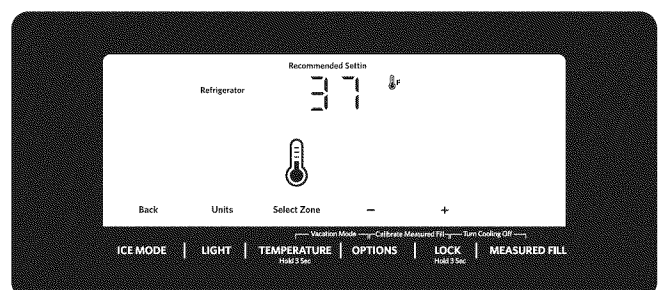 Recommended Settin
Refrigerator 37 F
Back Units Select Zone – +
Vacation Mode Calibrate Measured Fill Turn Cooling Off
ICE MODE | LIGHT | TEMPERATURE | OPTIONS | LOCK | MEASURED FILL
Hold 3 Sec Hold 3 Sec